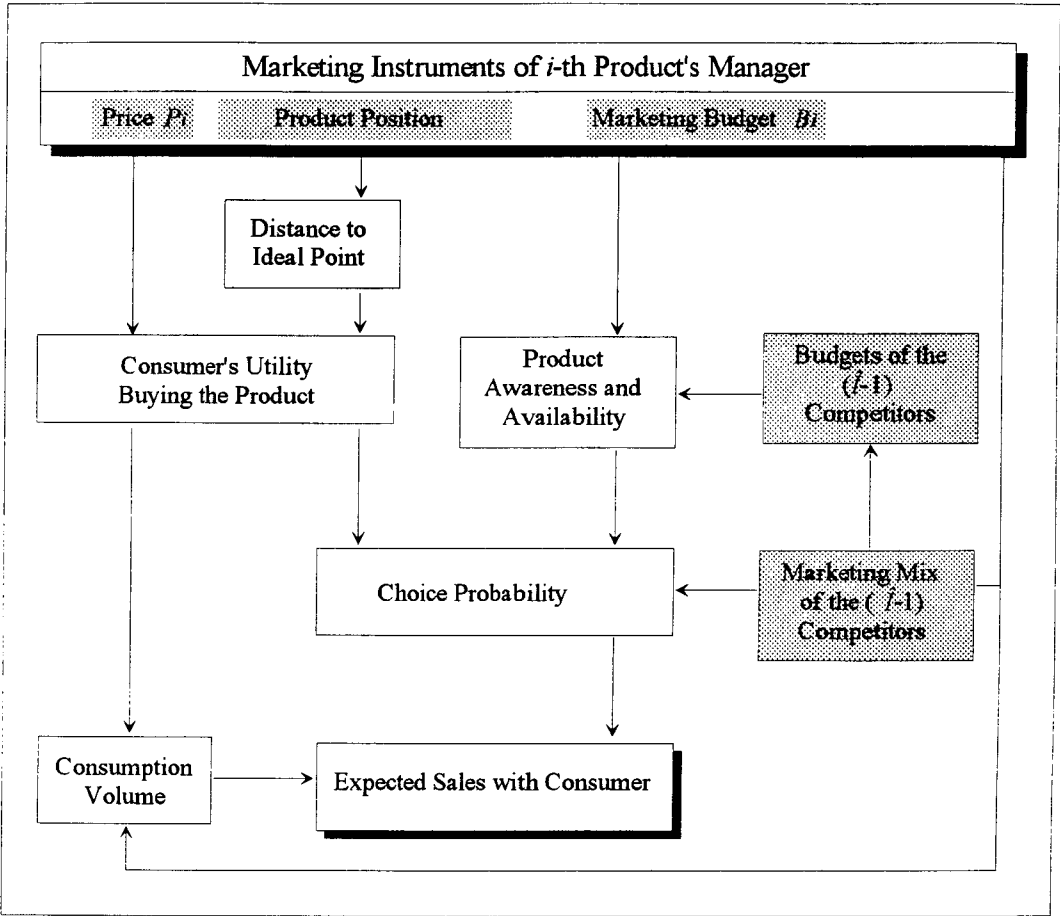 Marketing Instruments of i-th Product's Manager
Price Pi Product Position Marketing Budget Bi
Distance to
Ideal Point
Consumer's Utility
Buying the Product
Product
Awareness and
Availability
Budgets of the
(Î-1)
Competitors
Choice Probability
Marketing Mix
of the ( Î-1)
Competitors
Consumption
Volume
Expected Sales with Consumer